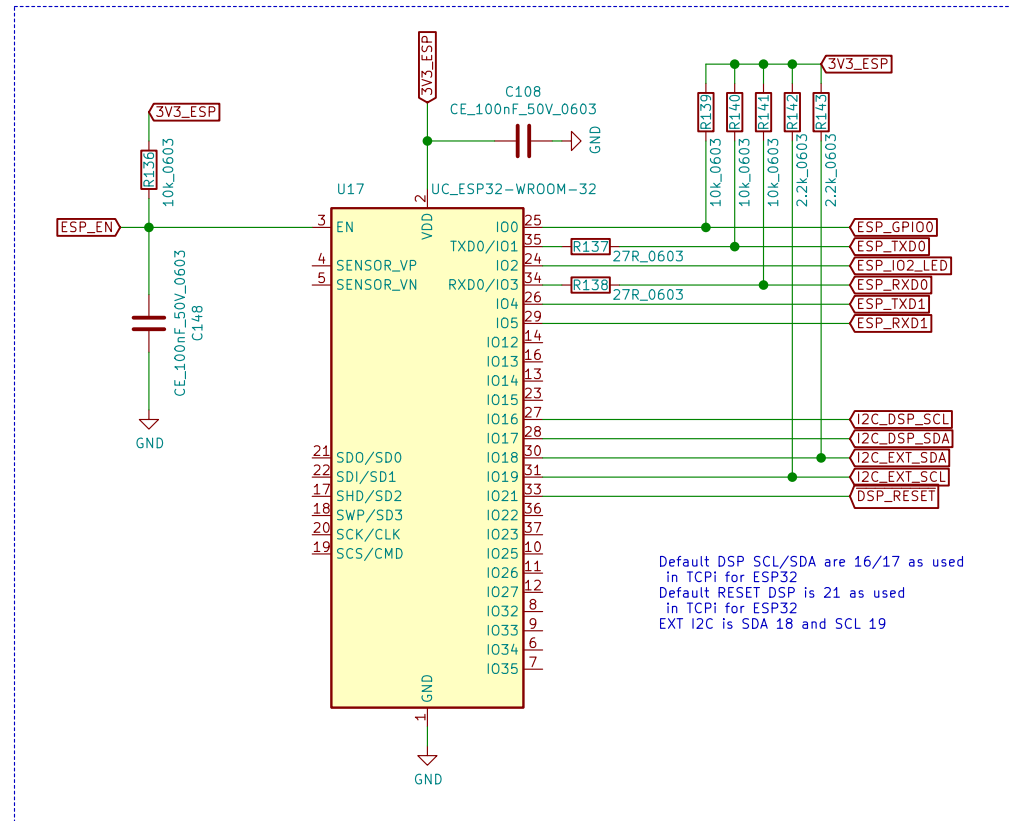 3V3_ESP
C108
CE_100nF_50V_0603
GND
3V3_ESP
R139
R140
R141
R142
R143
10k_0603
10k_0603
10k_0603
2.2k_0603
2.2k_0603
3V3_ESP
R136
10k_0603
U17
UC_ESP32-WROOM-32
2
VDD
ESP_EN
3
EN
4
SENSOR_VP
5
SENSOR_VN
CE_100nF_50V_0603
C148
GND
21
SDO/SD0
22
SDI/SD1
17
SHD/SD2
18
SWP/SD3
20
SCK/CLK
19
SCS/CMD
IO0
25
ESP_GPIO0
TXD0/IO1
35
R137
27R_0603
ESP_TXD0
IO2
24
ESP_IO2_LED
RXD0/IO3
34
R138
27R_0603
ESP_RXD0
IO4
26
ESP_TXD1
IO5
29
ESP_RXD1
IO12
14
IO13
16
IO14
13
IO15
23
IO16
27
I2C_DSP_SCL
IO17
28
I2C_DSP_SDA
IO18
30
I2C_EXT_SDA
IO19
31
I2C_EXT_SCL
IO21
33
DSP_RESET
IO22
36
IO23
37
IO25
10
IO26
11
IO27
12
IO32
8
IO33
9
IO34
6
IO35
7
GND
1
GND
Default DSP SCL/SDA are 16/17 as used
in TCPi for ESP32
Default RESET DSP is 21 as used
in TCPi for ESP32
EXT I2C is SDA 18 and SCL 19